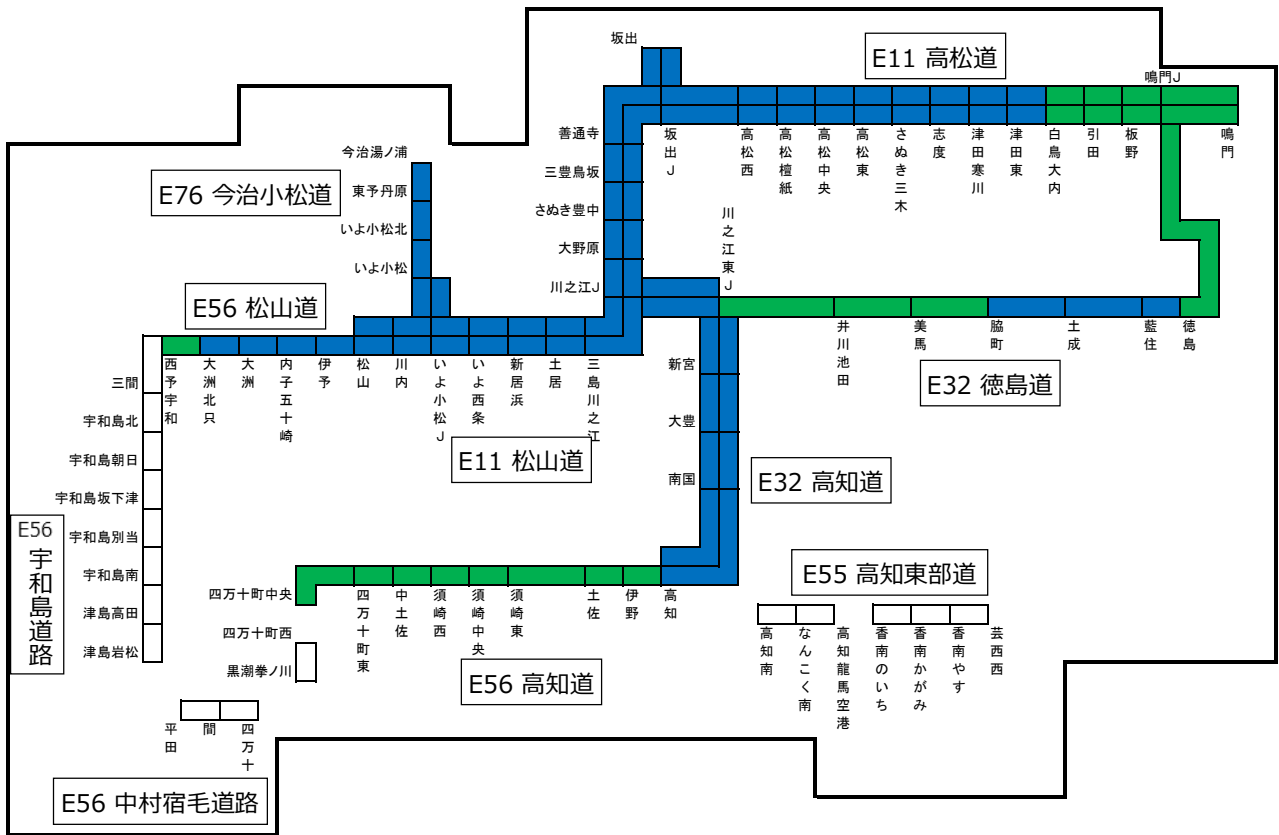 坂出
E11 高松道
鳴門J
善通寺
三豊鳥坂
さぬき豊中
大野原
川之江J
坂出J
高松西
高松檀紙
高松中央
高松東
さぬき三木
志度
津田寒川
津田東
白鳥大内
引田
板野
鳴門
今治湯ノ浦
東予丹原
いよ小松北
いよ小松
E76 今治小松道
川之江東J
E56 松山道
井川池田
美馬
脇町
土成
藍住
徳島
E32 徳島道
西予宇和
大洲北只
大洲
内子五十崎
伊予
松山
川内
いよ小松J
いよ西条
新居浜
土居
三島川之江
E11 松山道
三間
宇和島北
宇和島朝日
宇和島坂下津
宇和島別当
宇和島南
津島高田
津島岩松
E56
宇和島道路
新宮
大豊
南国
E32 高知道
四万十町中央
四万十町西
黒潮拳ノ川
四万十町東
中土佐
須崎西
須崎中央
須崎東
土佐
伊野
高知
E56 高知道
E55 高知東部道
高知南
なんこく南
高知龍馬空港
香南のいち
香南かがみ
香南やす
芸西西
平田
間
四万十
E56 中村宿毛道路